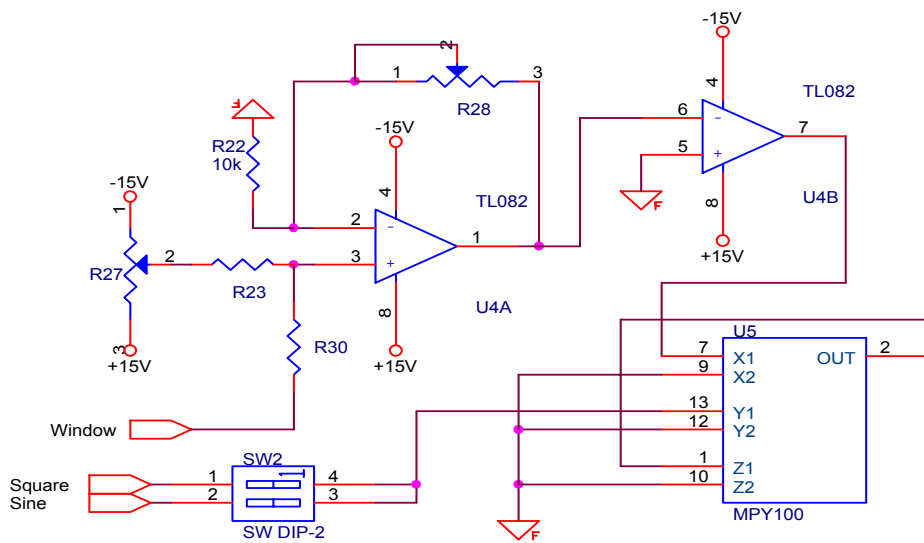 -15V
4
TL082
6
7
5
8
U4B
+15V
2
1
3
R28
F
R22
10k
-15V
4
TL082
2
1
3
8
U4A
+15V
-15V
1
R27
2
3
+15V
R23
R30
F
Window
Square
Sine
SW2
1
2
4
3
1
SW DIP-2
U5
7
X1
OUT
2
9
X2
13
Y1
12
Y2
1
Z1
10
Z2
MPY100
F